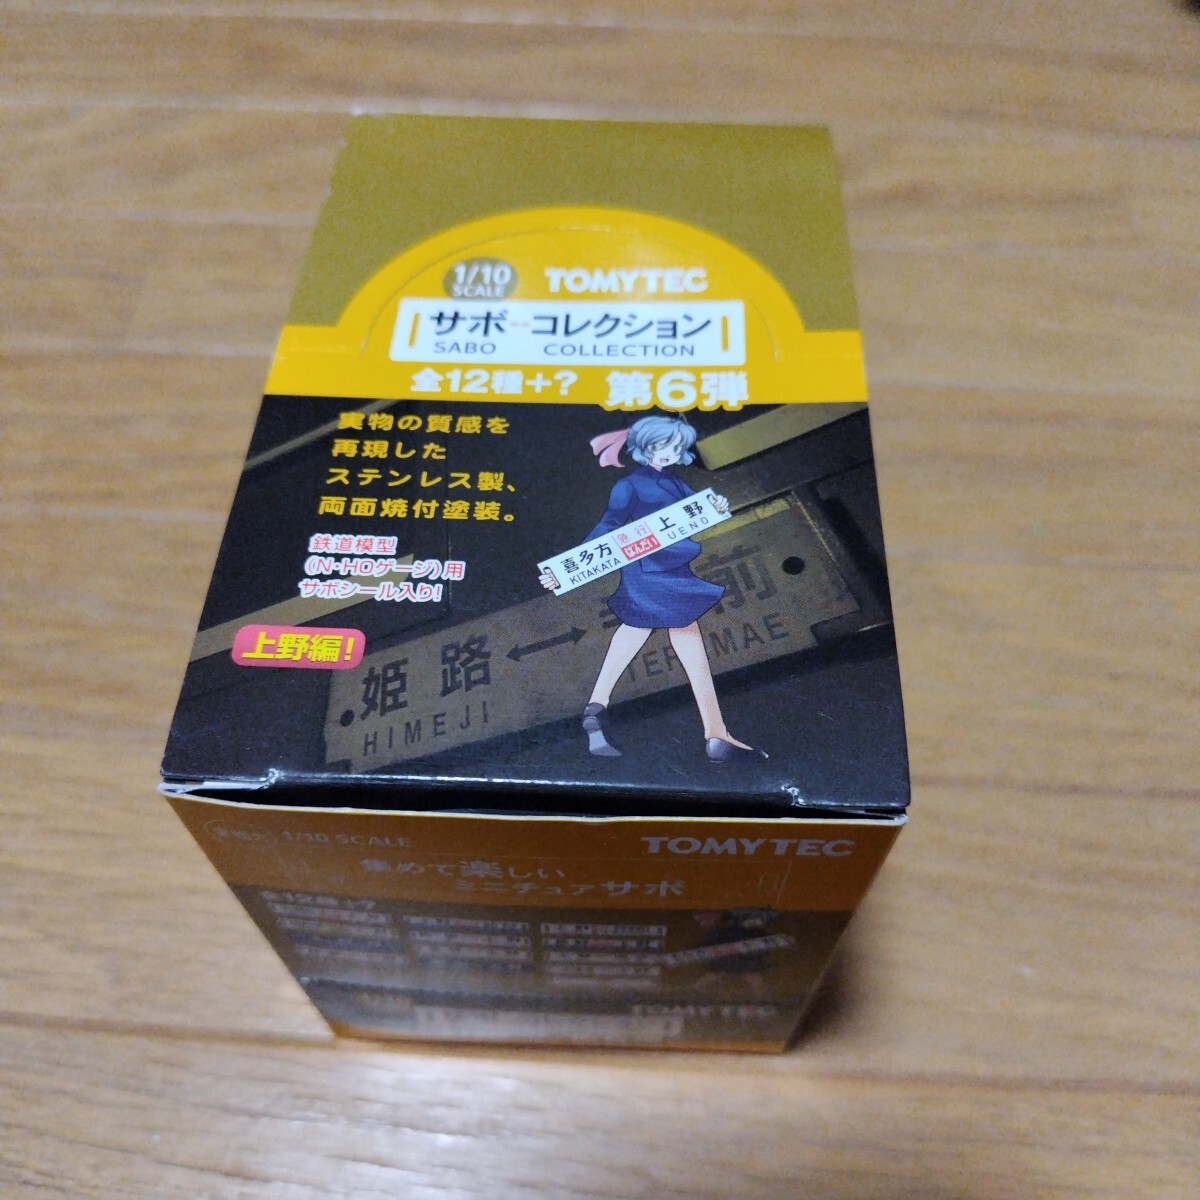 1/10
SCALE
TOMYTEC
サボ↔コレクション
SABO COLLECTION
全12種+? 第6弾
実物の質感を
再現した
ステンレス製、
両面焼付塗装。
鉄道模型
(N・HOゲージ)用
サボシール入り!
上野編!
喜多方 急行 ばんだい 上野
KITAKATA UENO
姫路↔ 前
HIMEJI MAE
1/10 SCALE
TOMYTEC
集めて楽しい
ミニチュアサボ
全12種+?
TOMYTEC